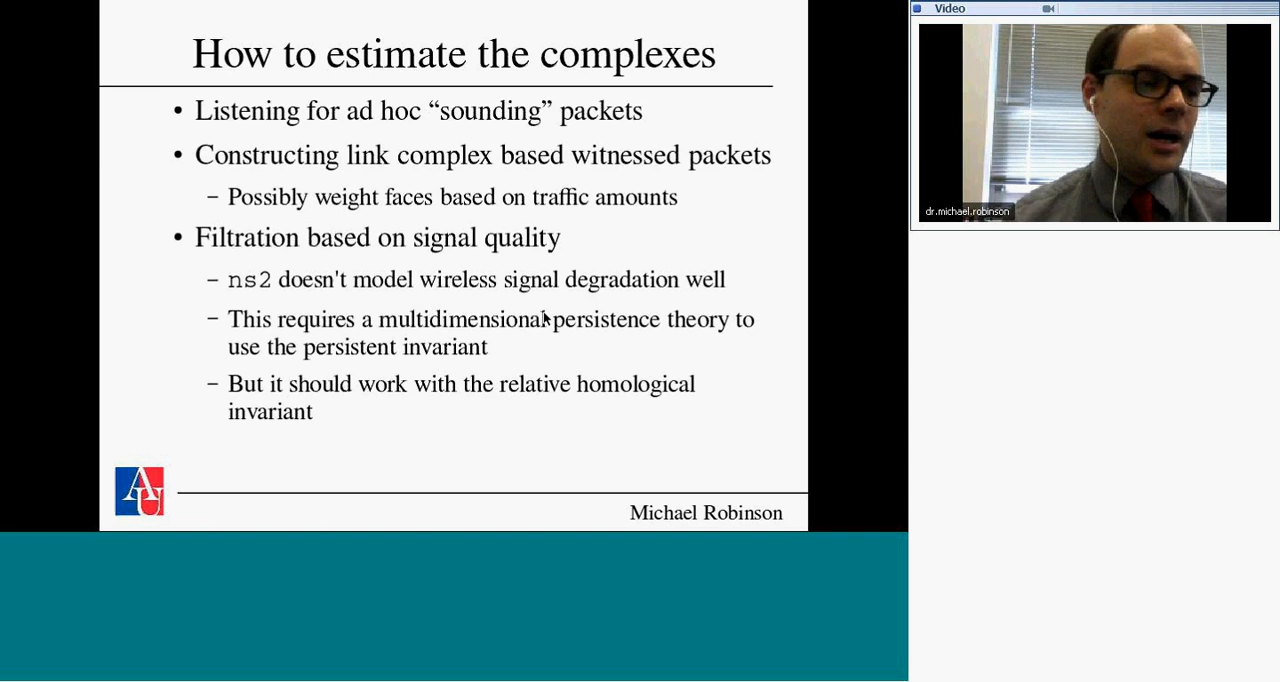 How to estimate the complexes
• Listening for ad hoc “sounding” packets
• Constructing link complex based witnessed packets
– Possibly weight faces based on traffic amounts
• Filtration based on signal quality
– ns2 doesn't model wireless signal degradation well
– This requires a multidimensional persistence theory to
use the persistent invariant
– But it should work with the relative homological
invariant
AU
Michael Robinson
Video
dr.michael.robinson